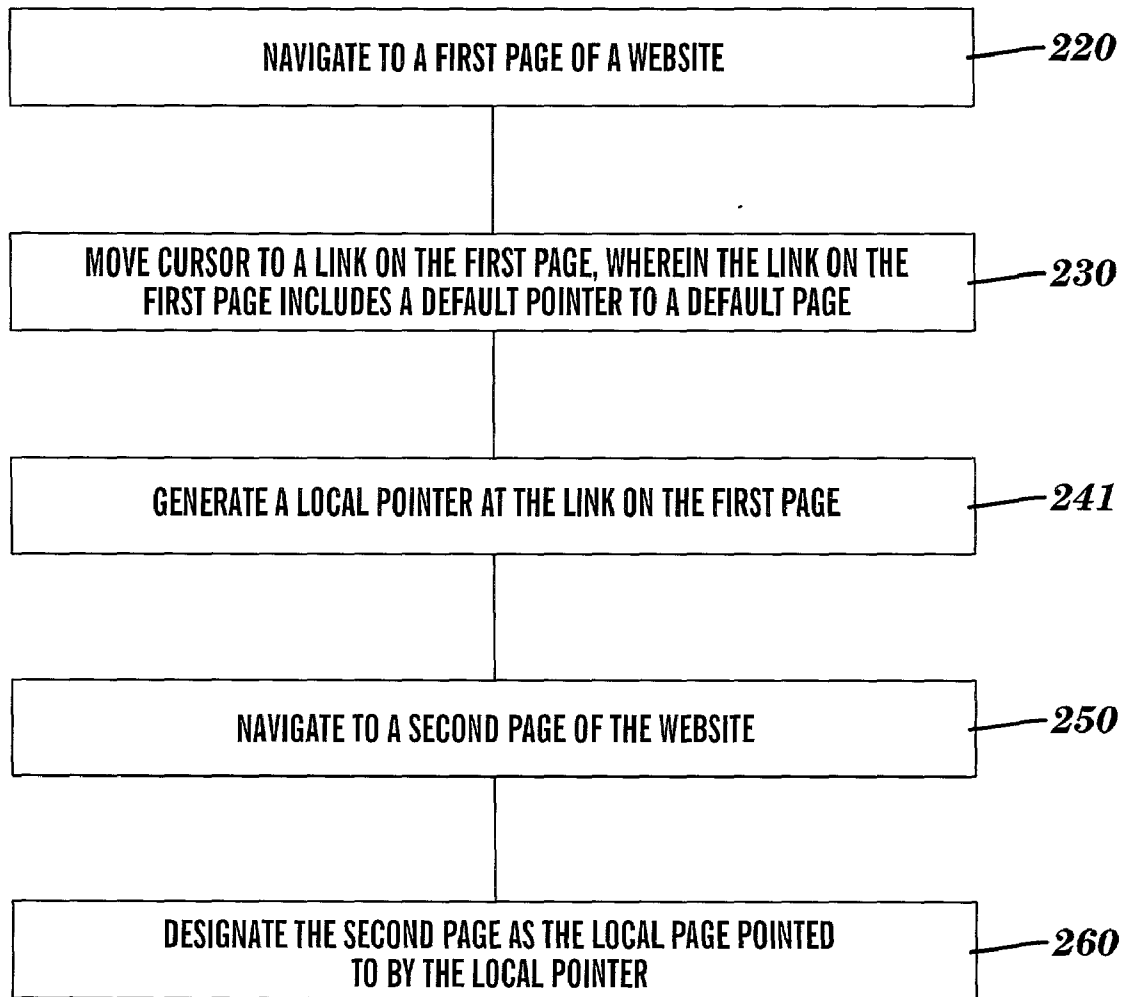 NAVIGATE TO A FIRST PAGE OF A WEBSITE
220
MOVE CURSOR TO A LINK ON THE FIRST PAGE, WHEREIN THE LINK ON THE
FIRST PAGE INCLUDES A DEFAULT POINTER TO A DEFAULT PAGE
230
GENERATE A LOCAL POINTER AT THE LINK ON THE FIRST PAGE
241
NAVIGATE TO A SECOND PAGE OF THE WEBSITE
250
DESIGNATE THE SECOND PAGE AS THE LOCAL PAGE POINTED
TO BY THE LOCAL POINTER
260